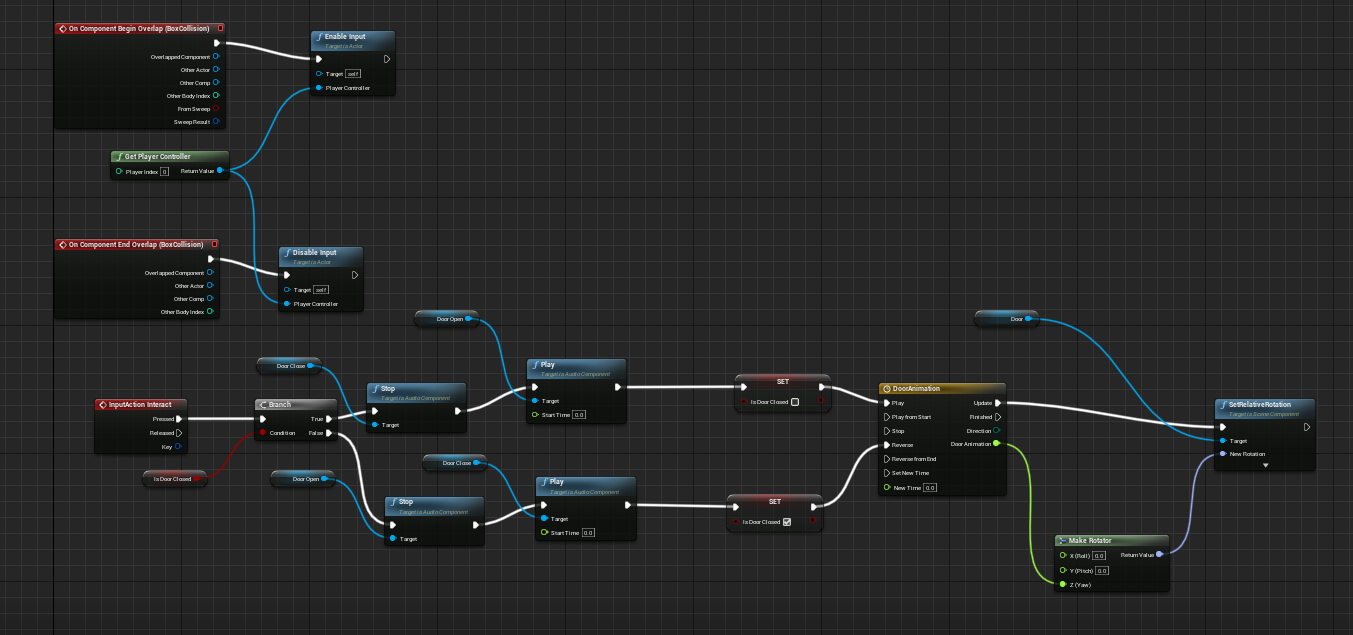 On Component Begin Overlap (BoxCollision)
Overlapped Component
Other Actor
Other Comp
Other Body Index
From Sweep
Sweep Result
Enable Input
Target is Actor
Target self
Player Controller
Get Player Controller
Player Index 0 Return Value
On Component End Overlap (BoxCollision)
Overlapped Component
Other Actor
Other Comp
Other Body Index
Disable Input
Target is Actor
Target self
Player Controller
InputAction Interact
Pressed
Released
Key
Is Door Closed
Branch
True
Condition False
Door Close
Stop
Target is Audio Component
Target
Door Open
Play
Target is Audio Component
Target
Start Time 0.0
SET
Is Door Closed
Door Open
Stop
Target is Audio Component
Target
Door Close
Play
Target is Audio Component
Target
Start Time 0.0
SET
Is Door Closed
DoorAnimation
Play Update
Play from Start Finished
Stop Direction
Reverse Door Animation
Reverse from End
Set New Time
New Time 0.0
Door
Make Rotator
X (Roll) 0.0 Return Value
Y (Pitch) 0.0
Z (Yaw)
SetRelativeRotation
Target is Scene Component
Target
New Rotation